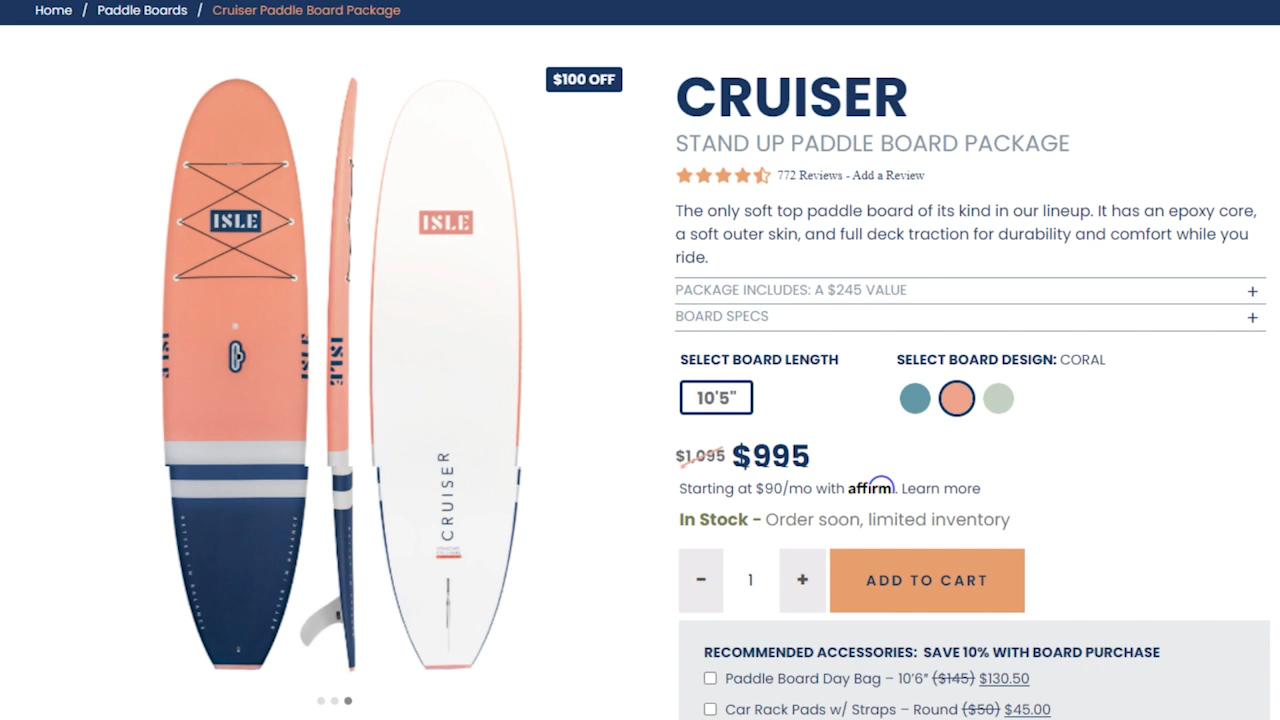 Home / Paddle Boards / Cruiser Paddle Board Package
$100 OFF
CRUISER
STAND UP PADDLE BOARD PACKAGE
772 Reviews - Add a Review
The only soft top paddle board of its kind in our lineup. It has an epoxy core,
a soft outer skin, and full deck traction for durability and comfort while you
ride.
PACKAGE INCLUDES: A $245 VALUE +
BOARD SPECS +
SELECT BOARD LENGTH
10'5"
SELECT BOARD DESIGN: CORAL
$1,095 $995
Starting at $90/mo with affirm. Learn more
In Stock - Order soon, limited inventory
- 1 +
ADD TO CART
RECOMMENDED ACCESSORIES: SAVE 10% WITH BOARD PURCHASE
Paddle Board Day Bag – 10'6" ($145) $130.50
Car Rack Pads w/ Straps – Round ($50) $45.00
ISLE
ISLE
ISLE
ISLE
ISLE
CRUISER